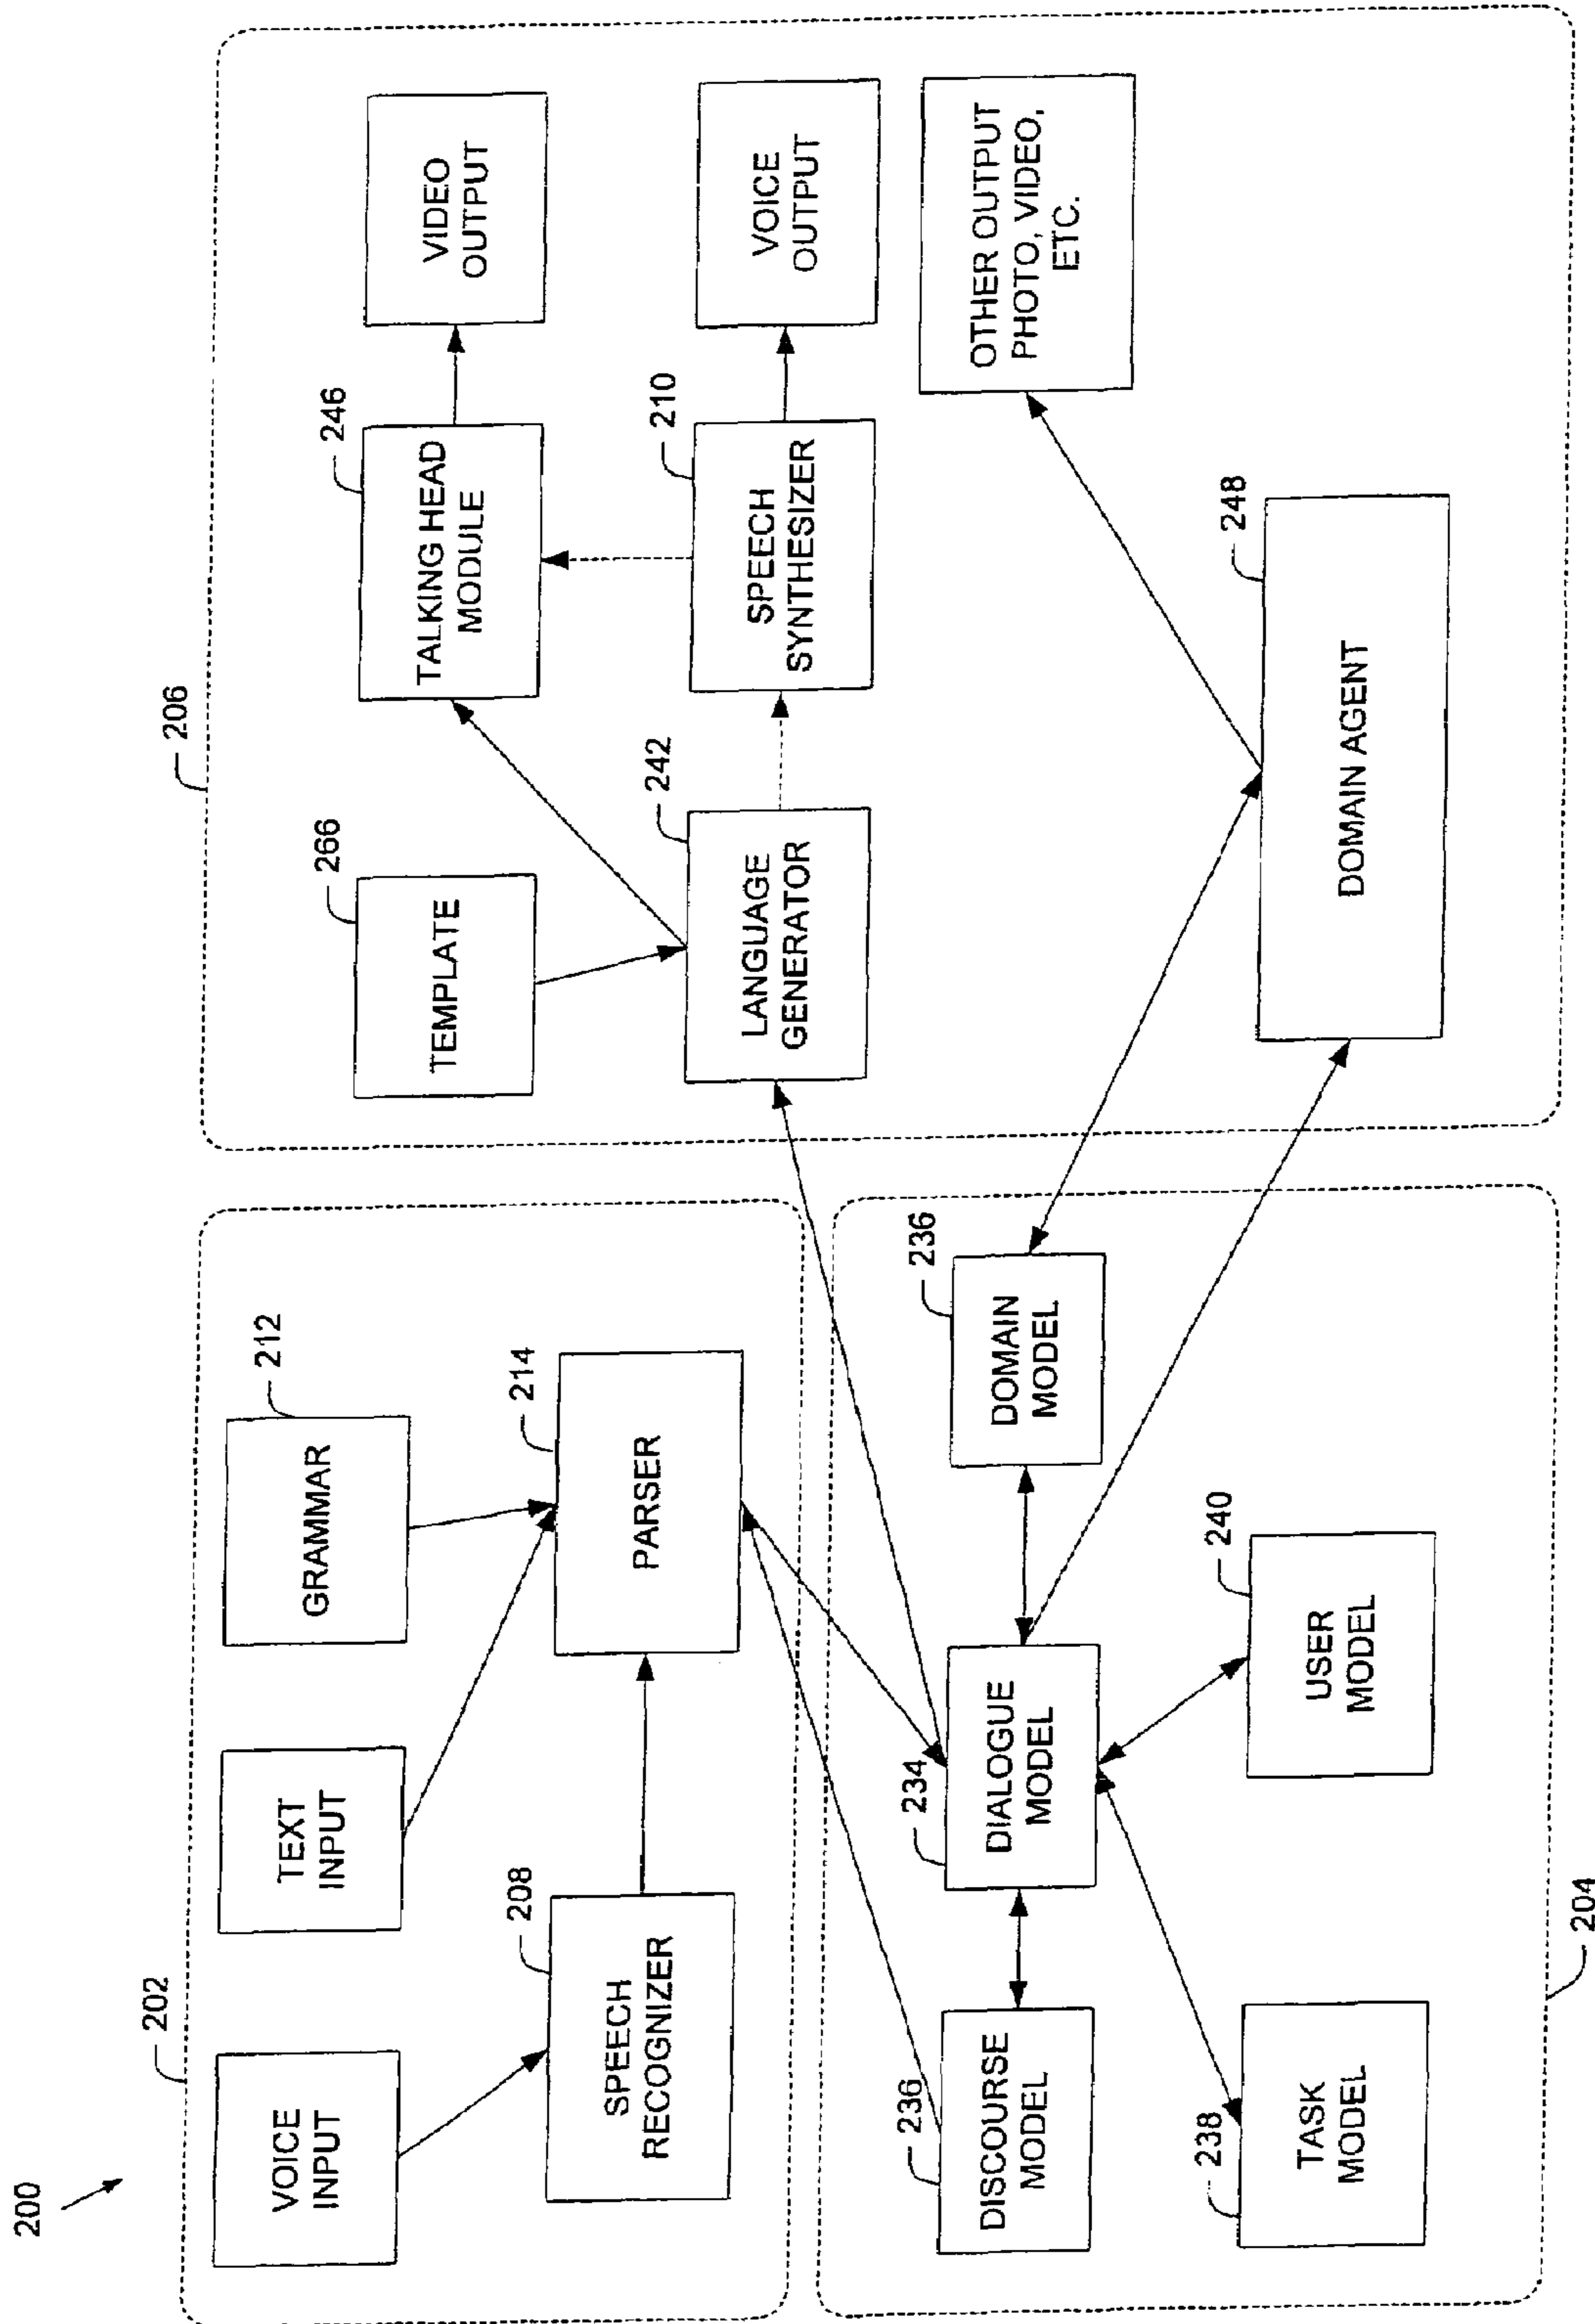 200
202
VOICE
INPUT
TEXT
INPUT
GRAMMAR
212
208
SPEECH
RECOGNIZER
214
PARSER
206
266
TEMPLATE
246
TALKING HEAD
MODULE
VIDEO
OUTPUT
242
LANGUAGE
GENERATOR
210
SPEECH
SYNTHESIZER
VOICE
OUTPUT
OTHER OUTPUT
PHOTO, VIDEO,
ETC.
248
DOMAIN AGENT
236
DISCOURSE
MODEL
234
DIALOGUE
MODEL
236
DOMAIN
MODEL
238
TASK
MODEL
240
USER
MODEL
204